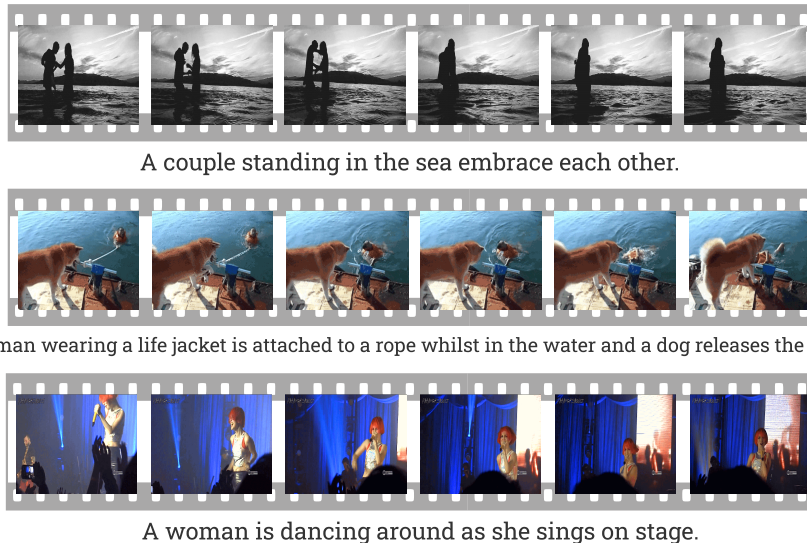 A couple standing in the sea embrace each other.
man wearing a life jacket is attached to a rope whilst in the water and a dog releases the
A woman is dancing around as she sings on stage.